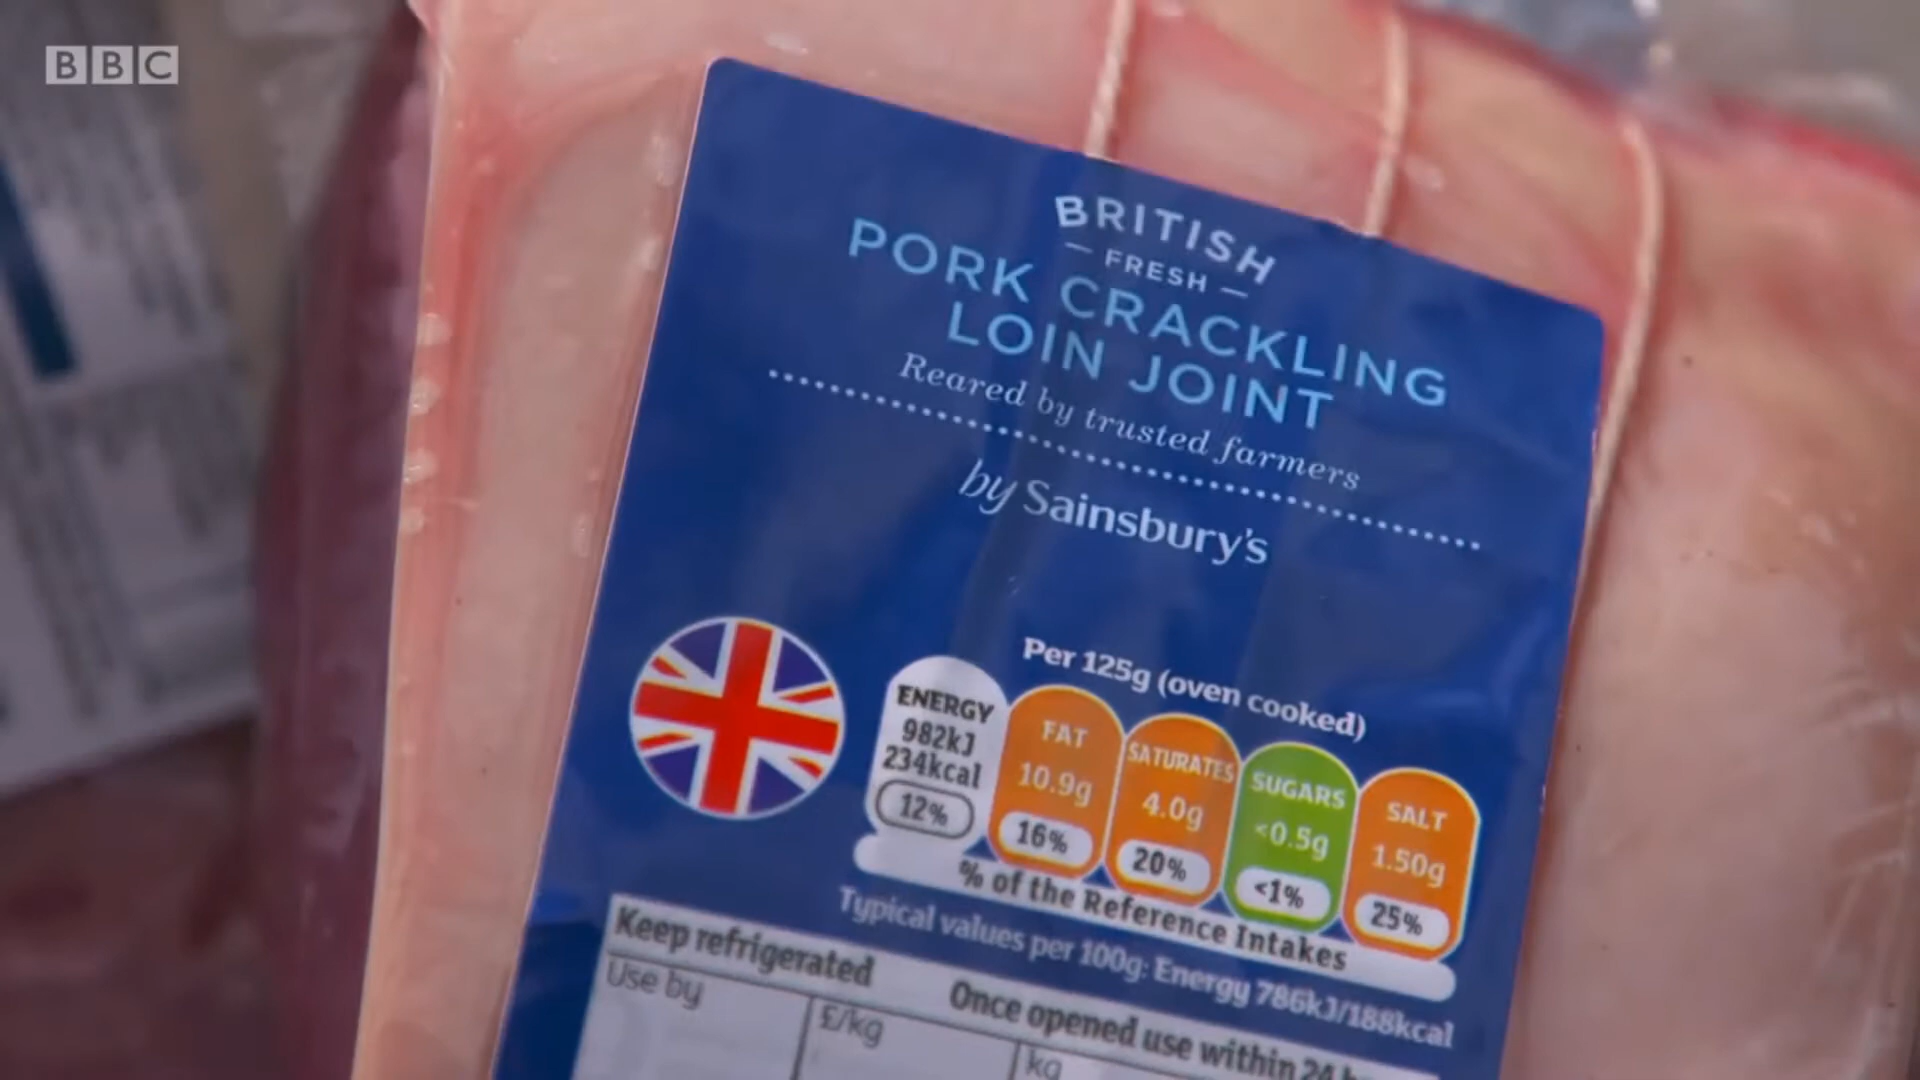 BBC
BRITISH
— FRESH —
PORK CRACKLING
LOIN JOINT
Reared by trusted farmers
by Sainsbury's
Per 125g (oven cooked)
ENERGY
982kJ
234kcal
12%
FAT
10.9g
16%
SATURATES
4.0g
20%
SUGARS
<0.5g
<1%
SALT
1.50g
25%
% of the Reference Intakes
Typical values per 100g: Energy 786kJ/188kcal
Keep refrigerated
Once opened use within 24
Use by
£/kg
kg